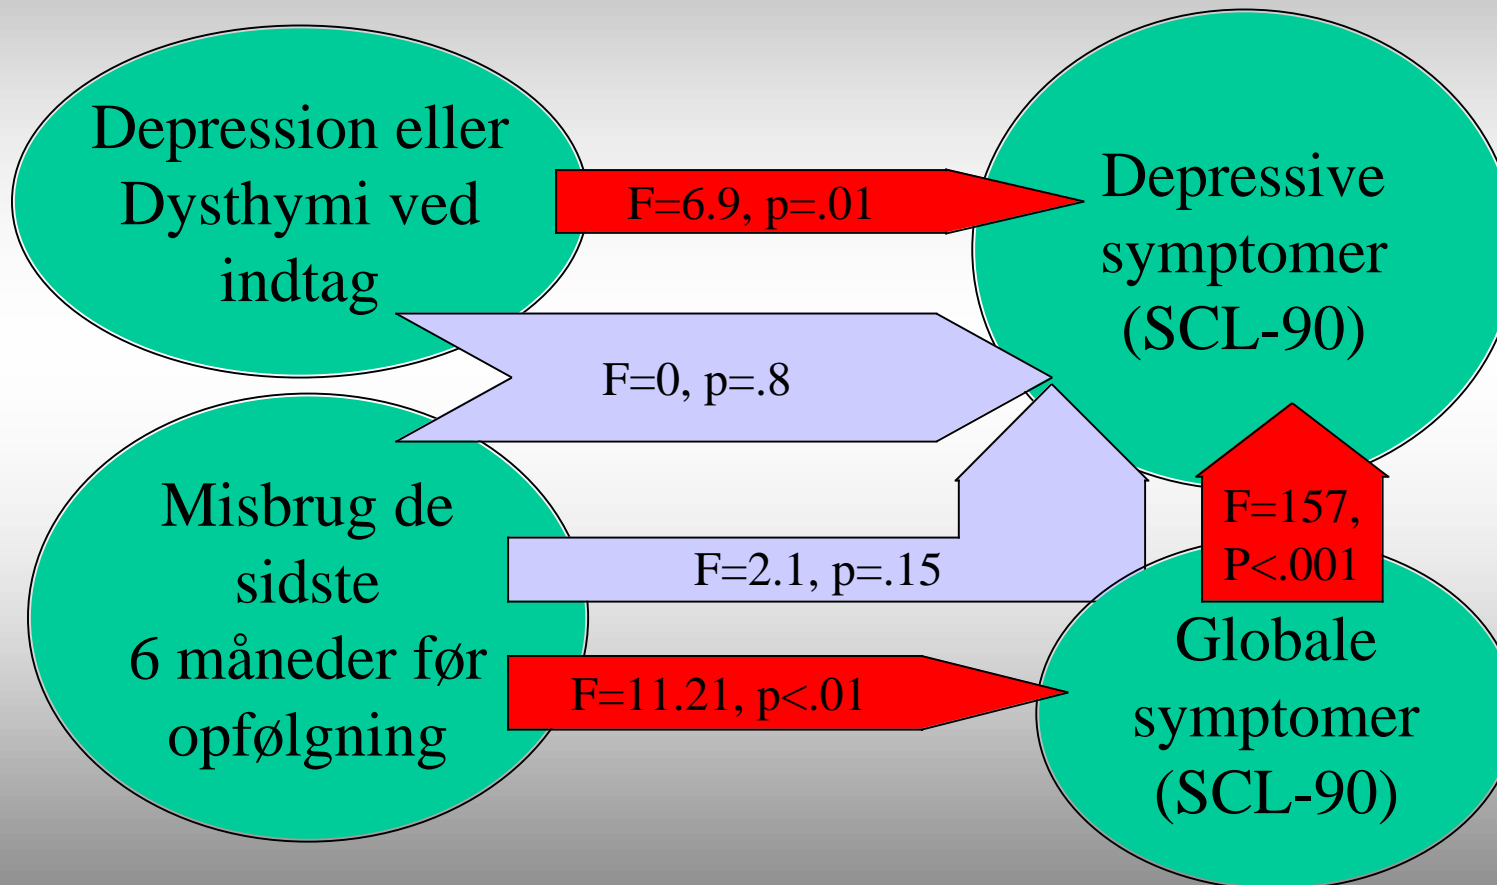 Depression eller
Dysthymi ved
indtag
F=6.9, p=.01
Depressive
symptomer
(SCL-90)
F=0, p=.8
Misbrug de
sidste
6 måneder før
opfølgning
F=2.1, p=.15
F=11.21, p<.01
F=157,
P<.001
Globale
symptomer
(SCL-90)